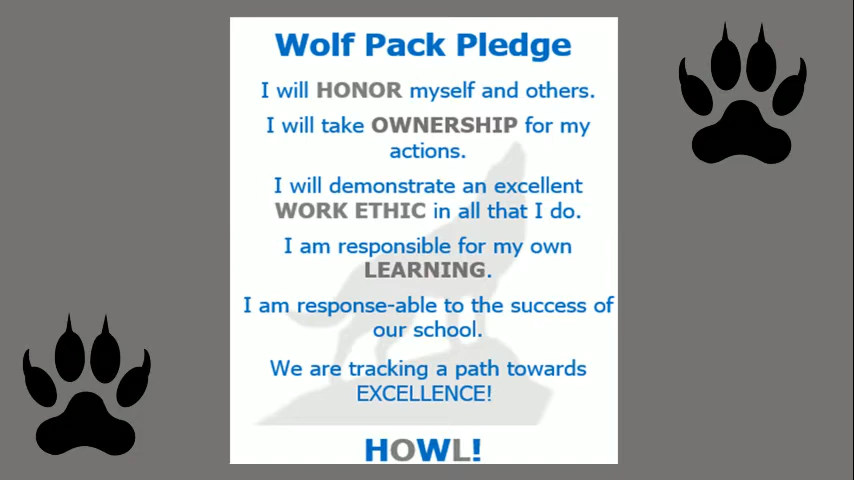 Wolf Pack Pledge
I will HONOR myself and others.
I will take OWNERSHIP for my
actions.
I will demonstrate an excellent
WORK ETHIC in all that I do.
I am responsible for my own
LEARNING.
I am response-able to the success of
our school.
We are tracking a path towards
EXCELLENCE!
HOWL!